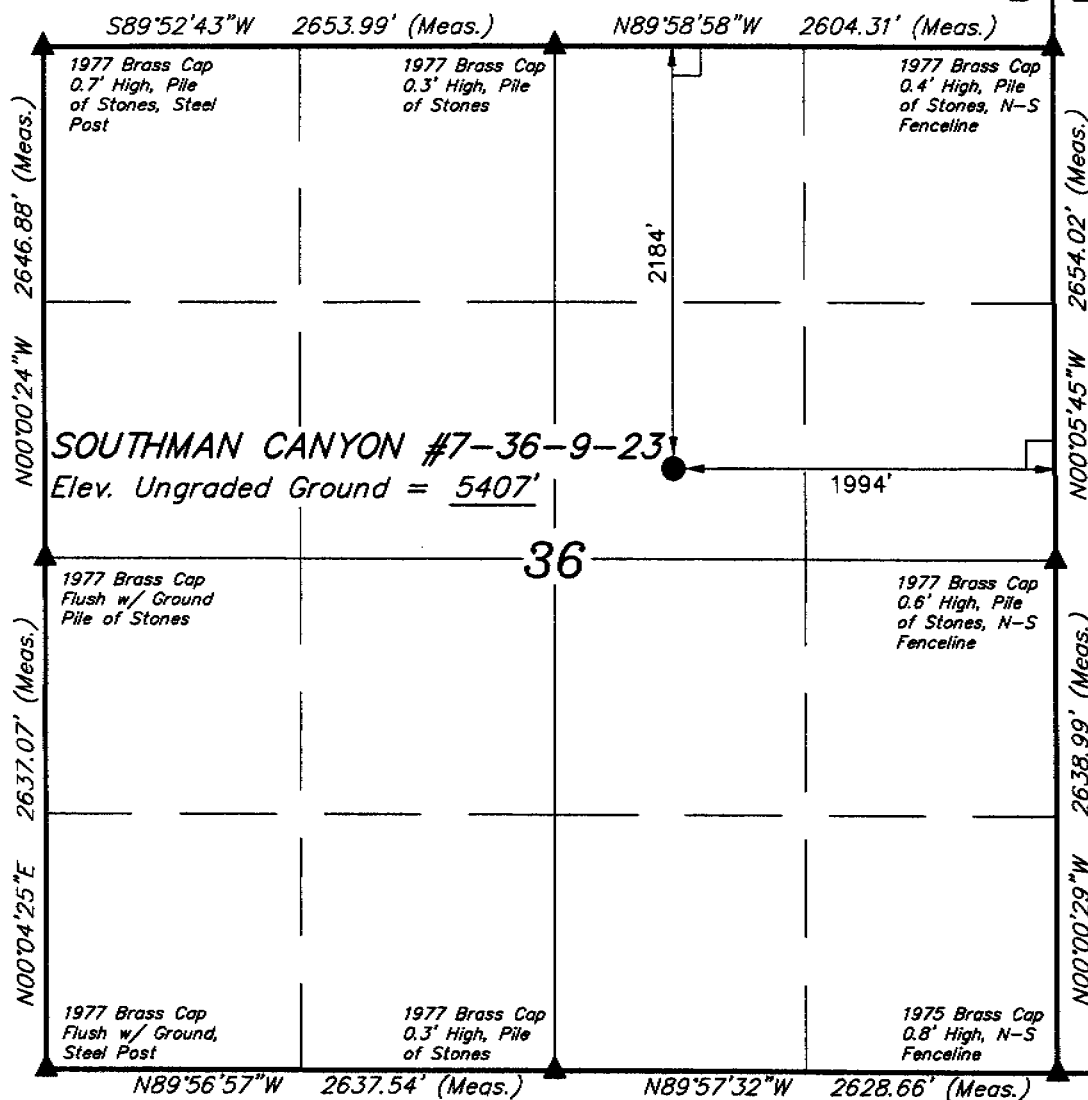 S89°52'43"W 2653.99' (Meas.)
N89°58'58"W 2604.31' (Meas.)
1977 Brass Cap
0.7' High, Pile
of Stones, Steel
Post
1977 Brass Cap
0.3' High, Pile
of Stones
1977 Brass Cap
0.4' High, Pile
of Stones, N-S
Fenceline
N00°00'24"W 2646.88' (Meas.)
2184'
N00°05'45"W 2654.02' (Meas.)
SOUTHMAN CANYON #7-36-9-23
Elev. Ungraded Ground = 5407'
1994'
36
1977 Brass Cap
Flush w/ Ground
Pile of Stones
1977 Brass Cap
0.6' High, Pile
of Stones, N-S
Fenceline
N00°04'25"E 2637.07' (Meas.)
N00°00'29"W 2638.99' (Meas.)
1977 Brass Cap
Flush w/ Ground,
Steel Post
1977 Brass Cap
0.3' High, Pile
of Stones
1975 Brass Cap
0.8' High, N-S
Fenceline
N89°56'57"W 2637.54' (Meas.)
N89°57'32"W 2628.66' (Meas.)